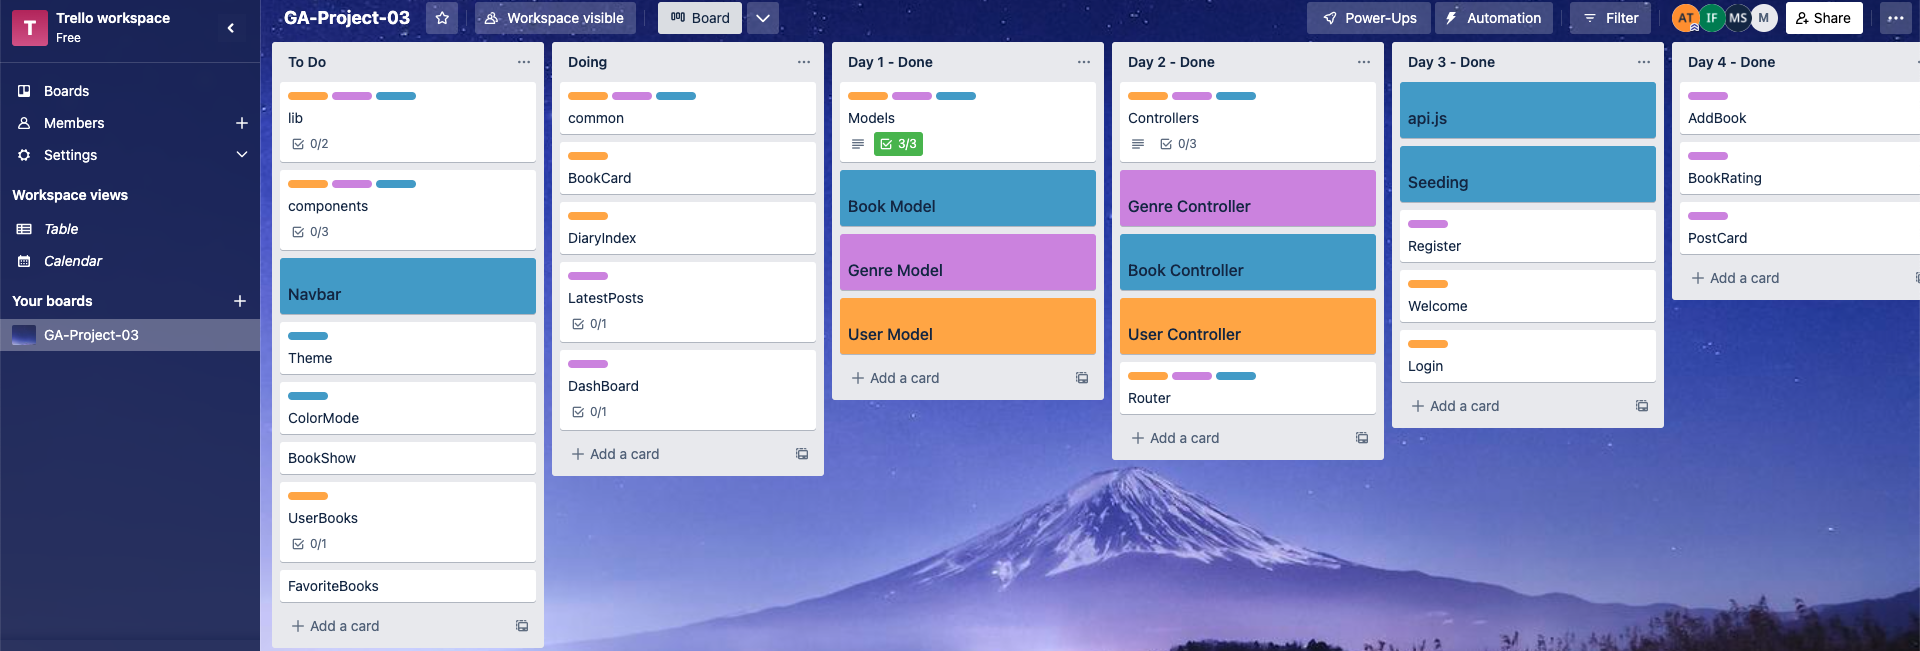 T
Trello workspace
Free
Boards
Members
Settings
Workspace views
Table
Calendar
Your boards
GA-Project-03
GA-Project-03
Workspace visible
Board
Power-Ups
Automation
Filter
AT
IF
MS
M
Share
To Do
lib
0/2
components
0/3
Navbar
Theme
ColorMode
BookShow
UserBooks
0/1
FavoriteBooks
Add a card
Doing
common
BookCard
DiaryIndex
LatestPosts
0/1
DashBoard
0/1
Add a card
Day 1 - Done
Models
3/3
Book Model
Genre Model
User Model
Add a card
Day 2 - Done
Controllers
0/3
Genre Controller
Book Controller
User Controller
Router
Add a card
Day 3 - Done
api.js
Seeding
Register
Welcome
Login
Add a card
Day 4 - Done
AddBook
BookRating
PostCard
Add a card